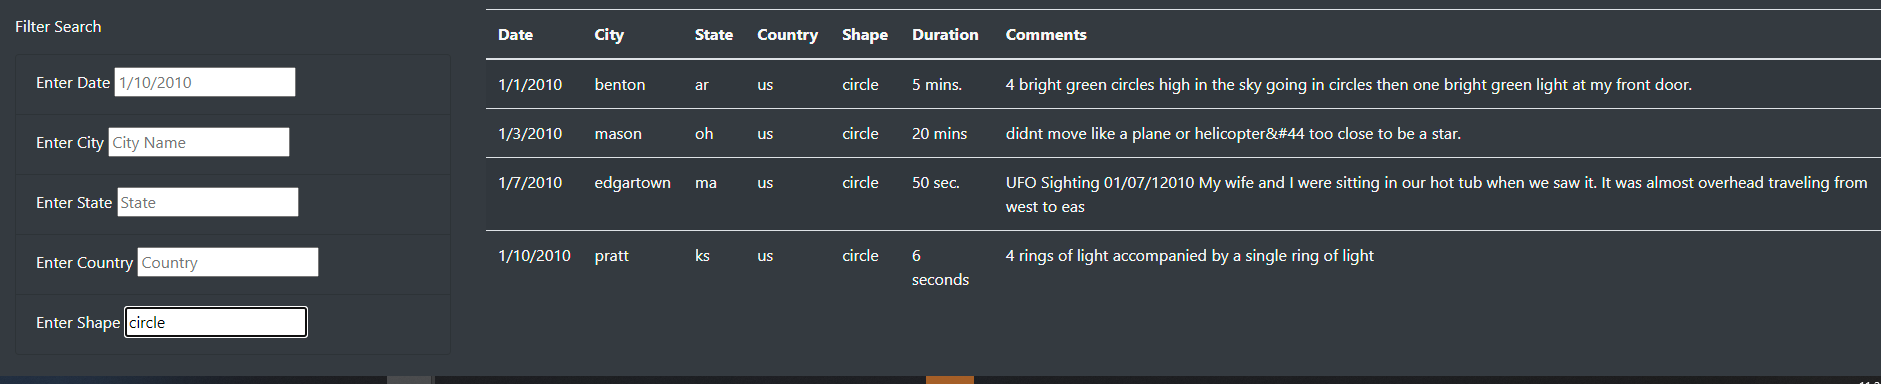 Filter Search
Enter Date 1/10/2010
Enter City City Name
Enter State State
Enter Country Country
Enter Shape circle
Date City State Country Shape Duration Comments
1/1/2010 benton ar us circle 5 mins. 4 bright green circles high in the sky going in circles then one bright green light at my front door.
1/3/2010 mason oh us circle 20 mins didnt move like a plane or helicopter&#44 too close to be a star.
1/7/2010 edgartown ma us circle 50 sec. UFO Sighting 01/07/12010 My wife and I were sitting in our hot tub when we saw it. It was almost overhead traveling from
west to eas
1/10/2010 pratt ks us circle 6 4 rings of light accompanied by a single ring of light
seconds